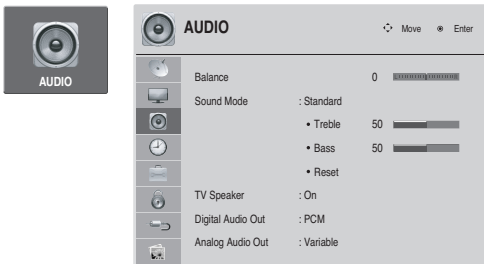 AUDIO
AUDIO
Move Enter
Balance 0
Sound Mode : Standard
• Treble 50
• Bass 50
• Reset
TV Speaker : On
Digital Audio Out : PCM
Analog Audio Out : Variable